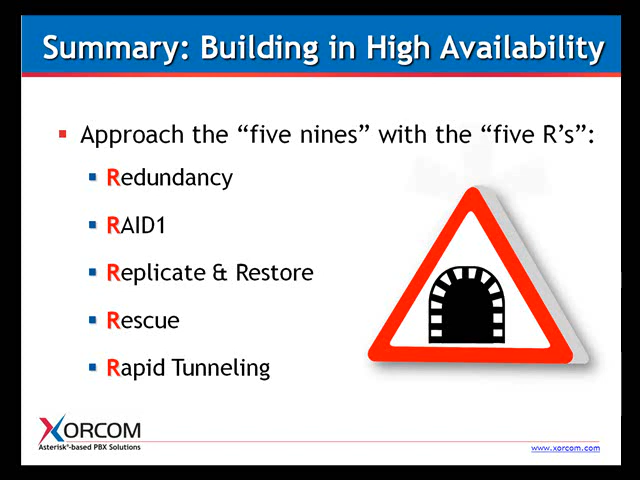 Summary: Building in High Availability
Approach the “five nines” with the “five R’s”:
Redundancy
RAID1
Replicate & Restore
Rescue
Rapid Tunneling
XORCOM
Asterisk®-based PBX Solutions
www.xorcom.com